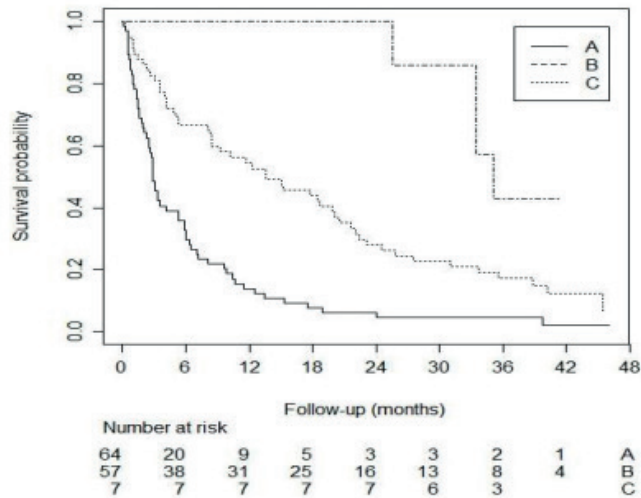 A
B
C
1.0
0.8
0.6
0.4
0.2
0.0
Survival probability
0 6 12 18 24 30 36 42 48
Follow-up (months)
Number at risk
64 20 9 5 3 3 2 1 A
57 38 31 25 16 13 8 4 B
7 7 7 7 7 6 3 C